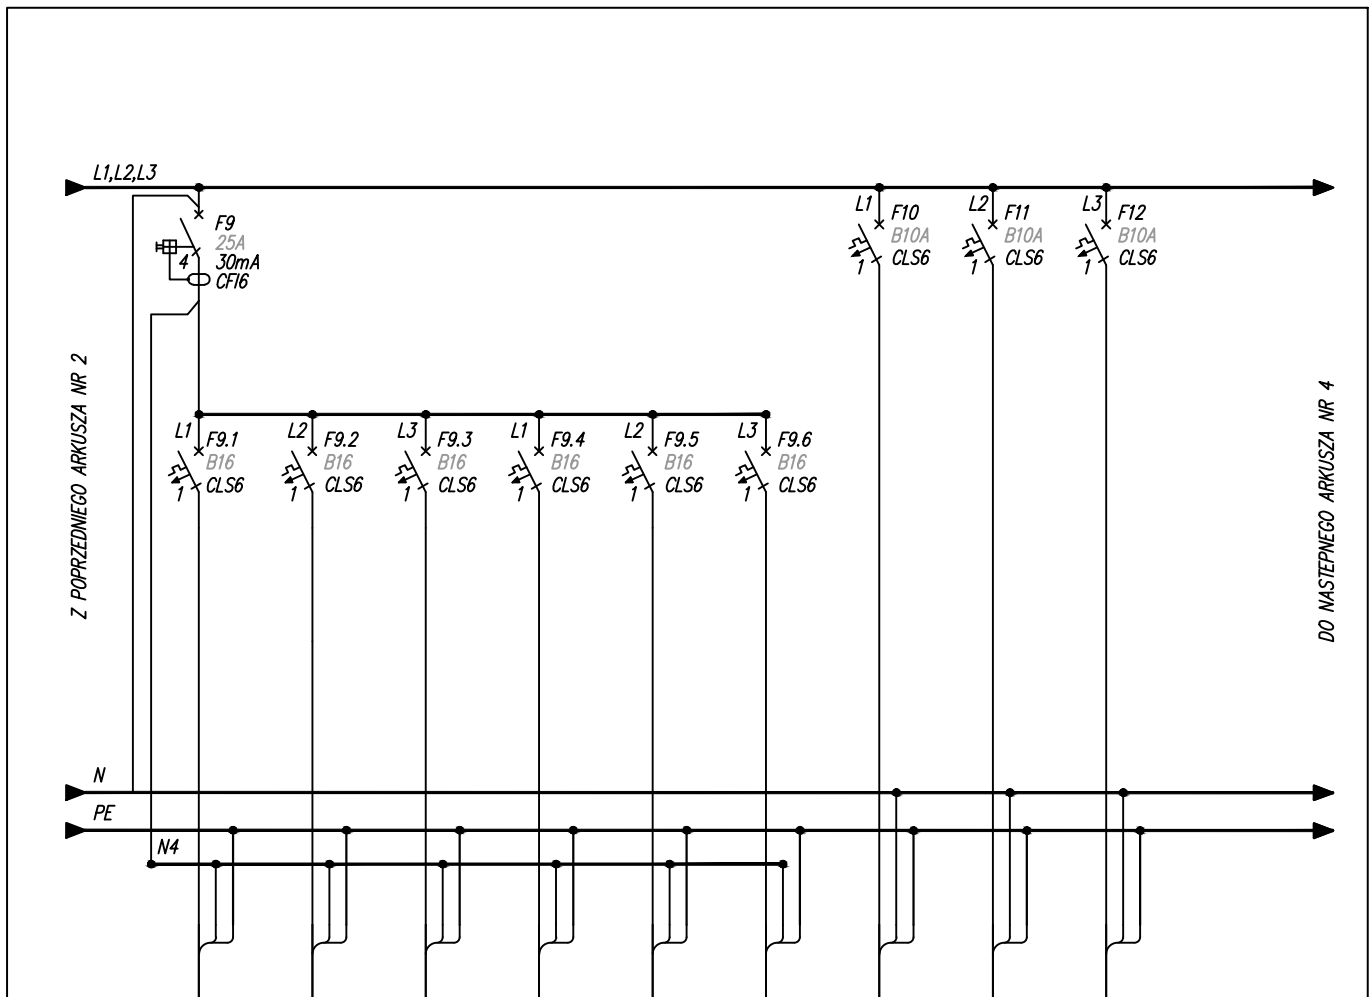 L1,L2,L3
F9
25A
4 30mA
CFI6
L1 F10
B10A
1 CLS6
L2 F11
B10A
1 CLS6
L3 F12
B10A
1 CLS6
Z POPRZEDNIEGO ARKUSZA NR 2
DO NASTEPNEGO ARKUSZA NR 4
L1 F9.1
B16
1 CLS6
L2 F9.2
B16
1 CLS6
L3 F9.3
B16
1 CLS6
L1 F9.4
B16
1 CLS6
L2 F9.5
B16
1 CLS6
L3 F9.6
B16
1 CLS6
N
PE
N4